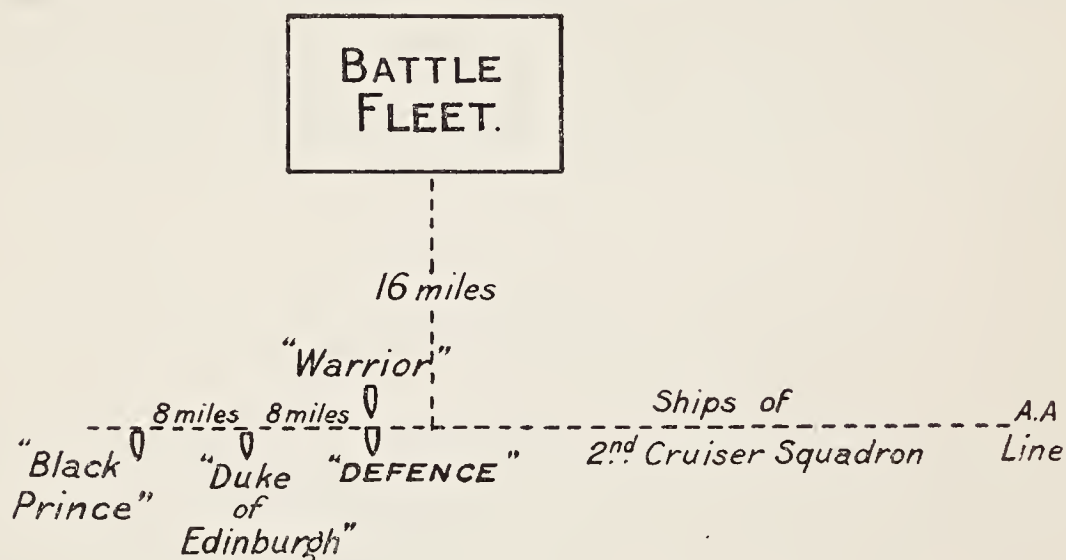 BATTLE
FLEET.
16 miles
"Warrior"
8 miles
8 miles
Ships of
A.A
"Black
Prince"
"Duke
of
Edinburgh"
"DEFENCE"
2nd. Cruiser Squadron
Line